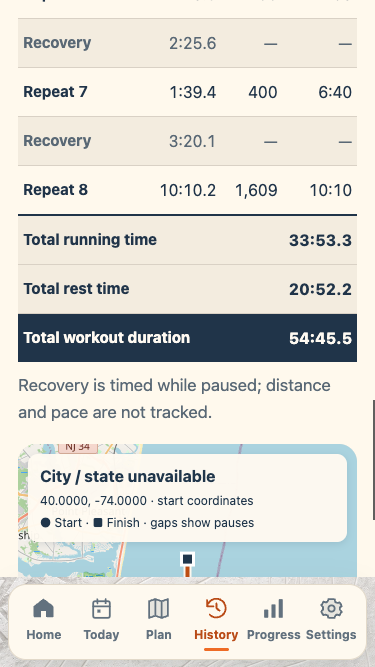 Recovery 2:25.6 — —
Repeat 7 1:39.4 400 6:40
Recovery 3:20.1 — —
Repeat 8 10:10.2 1,609 10:10
Total running time 33:53.3
Total rest time 20:52.2
Total workout duration 54:45.5
Recovery is timed while paused; distance
and pace are not tracked.
NJ 34
City / state unavailable
40.0000, -74.0000 · start coordinates
● Start · ■ Finish · gaps show pauses
Home Today Plan History Progress Settings